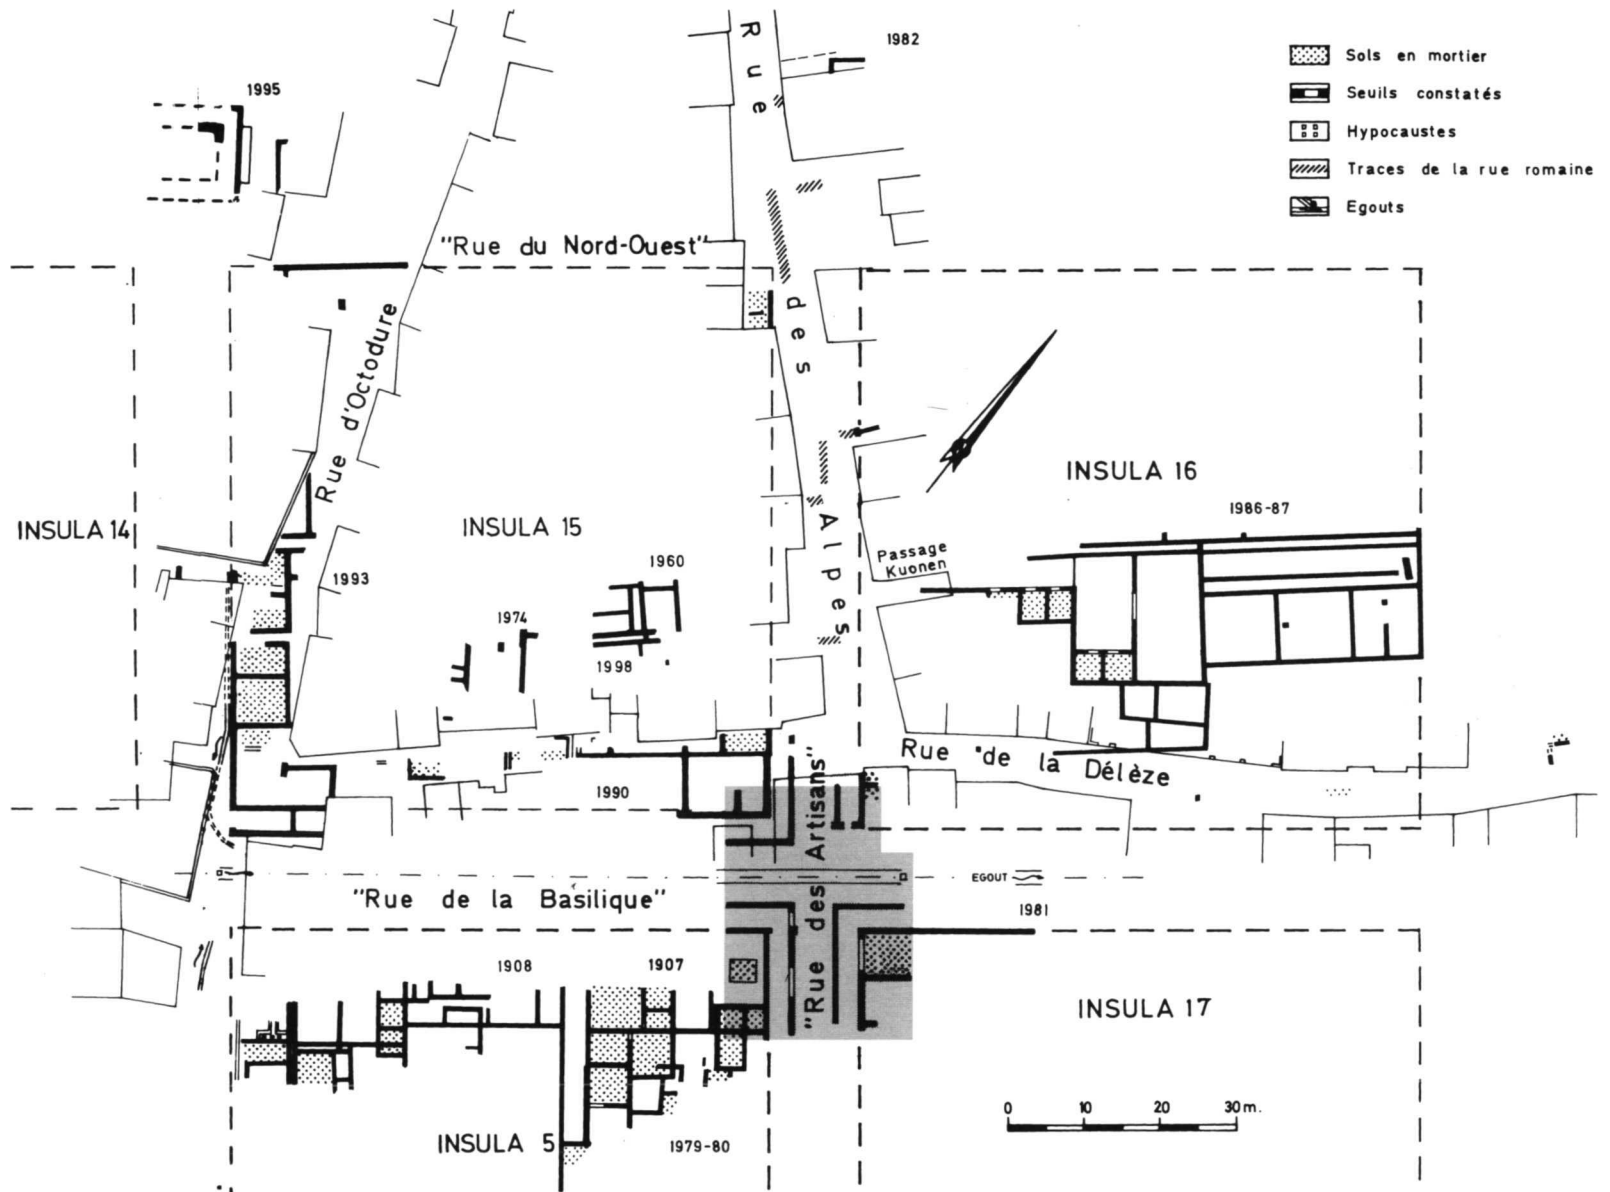 1982
Rue des Alpes
Sols en mortier
Seuils constatés
Hypocaustes
Traces de la rue romaine
Egouts
1995
"Rue du Nord-Ouest"
Rue d'Octodure
INSULA 14
INSULA 15
INSULA 16
1986-87
Passage
Kuonen
1993
1960
1974
1998
Rue de la Délèze
1990
"Rue des Artisans"
"Rue de la Basilique"
EGOUT
1981
1908
1907
INSULA 17
INSULA 5
1979-80
0 10 20 30 m.